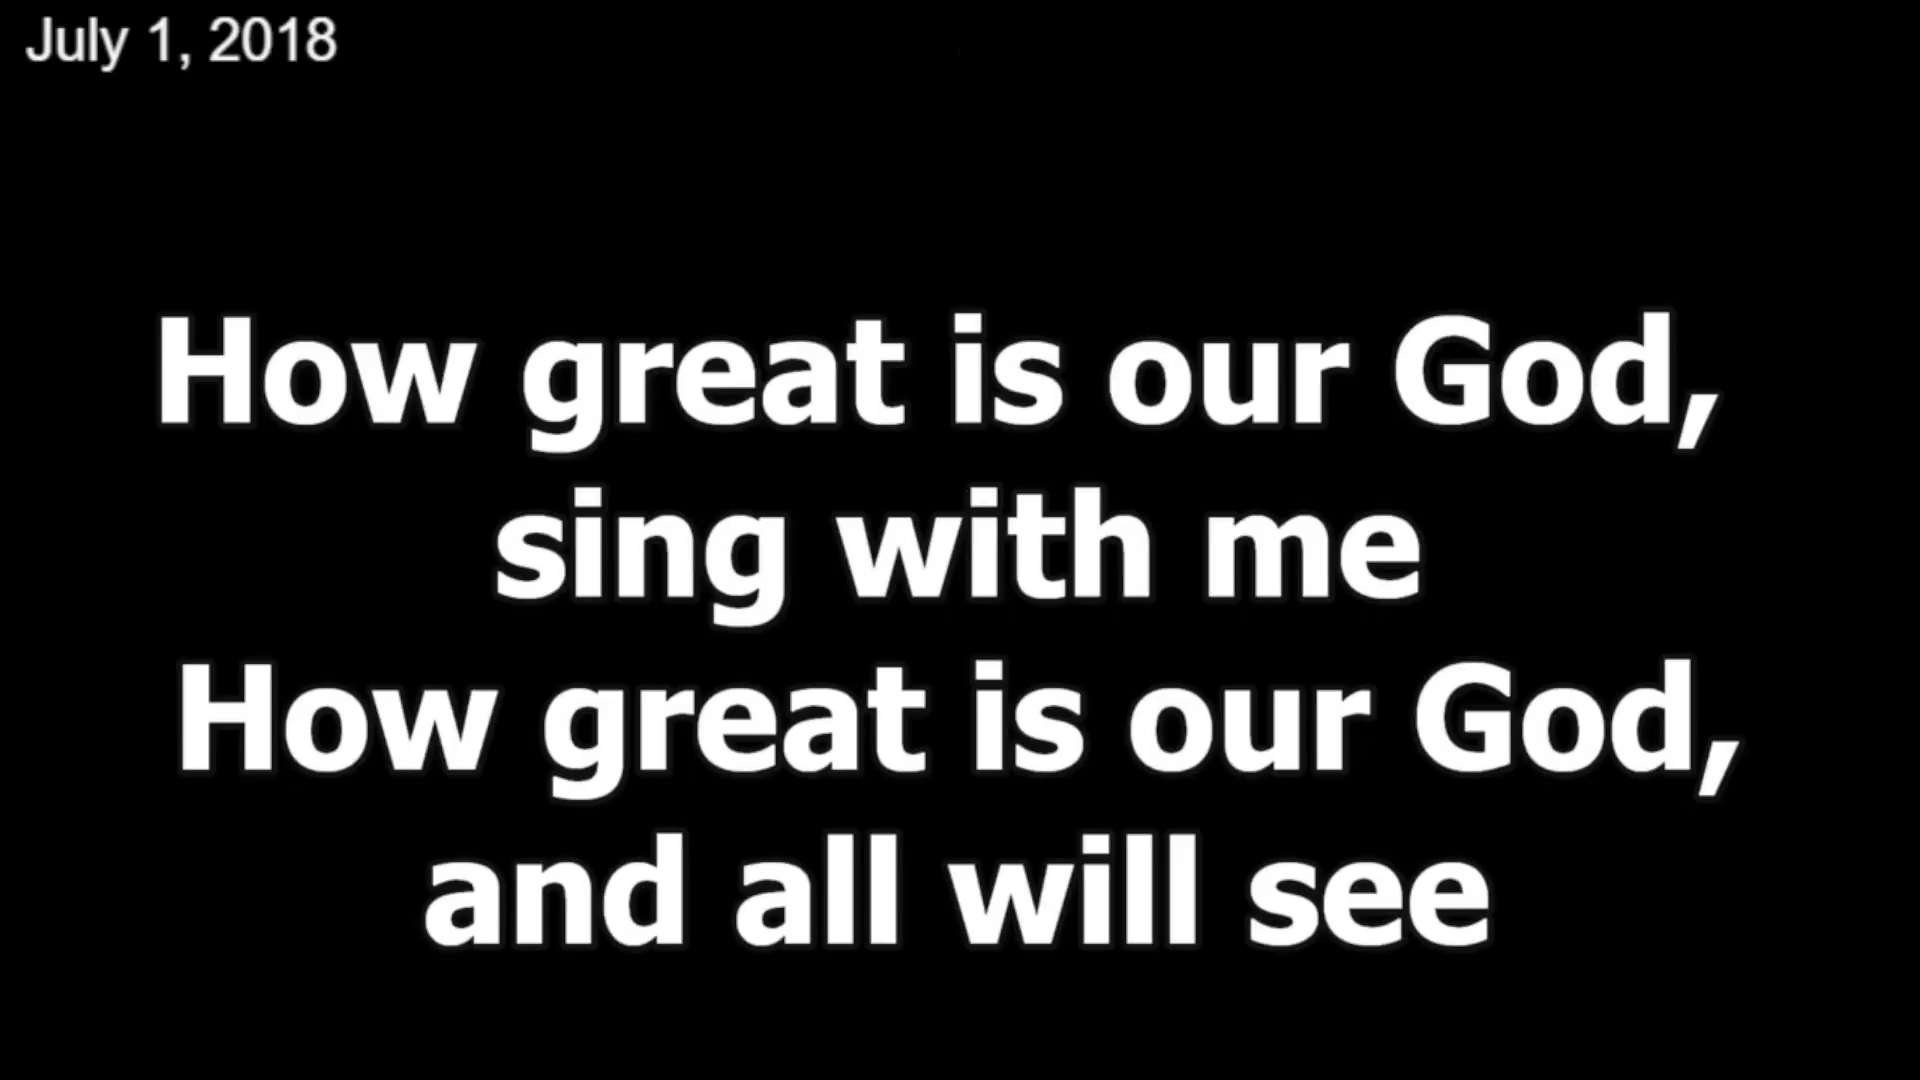 July 1, 2018
How great is our God,
sing with me
How great is our God,
and all will see